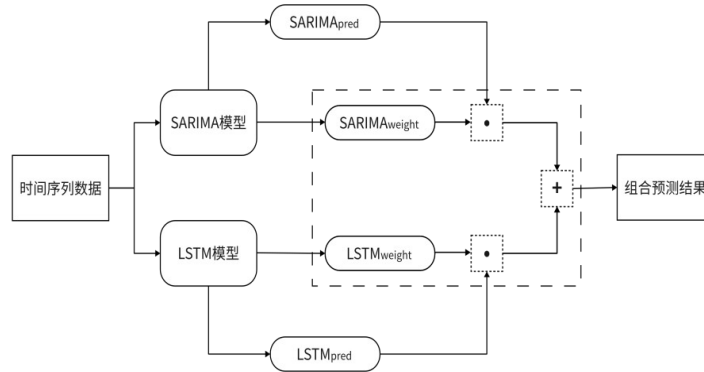 SARIMApred
SARIMA模型
SARIMAweight
•
时间序列数据
+
组合预测结果
LSTM模型
LSTMweight
•
LSTMpred